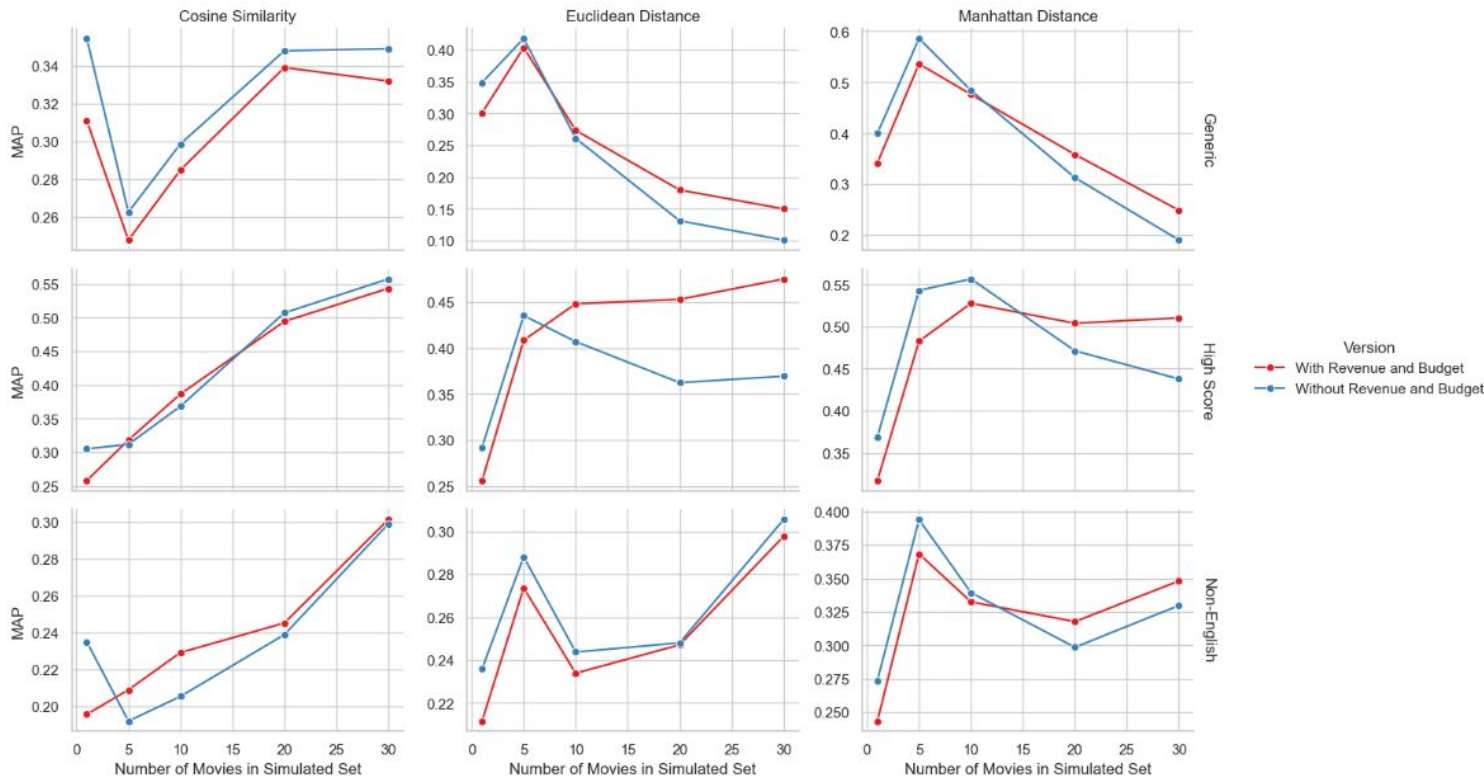 Cosine Similarity
Euclidean Distance
Manhattan Distance
MAP
0.34
0.32
0.30
0.28
0.26
0.40
0.35
0.30
0.25
0.20
0.15
0.10
0.6
0.5
0.4
0.3
0.2
Generic
MAP
0.55
0.50
0.45
0.40
0.35
0.30
0.25
0.45
0.40
0.35
0.30
0.25
0.55
0.50
0.45
0.40
0.35
High Score
Version
With Revenue and Budget
Without Revenue and Budget
MAP
0.30
0.28
0.26
0.24
0.22
0.20
0.30
0.28
0.26
0.24
0.22
0.400
0.375
0.350
0.325
0.300
0.275
0.250
Non-English
0 5 10 15 20 25 30
0 5 10 15 20 25 30
0 5 10 15 20 25 30
Number of Movies in Simulated Set
Number of Movies in Simulated Set
Number of Movies in Simulated Set